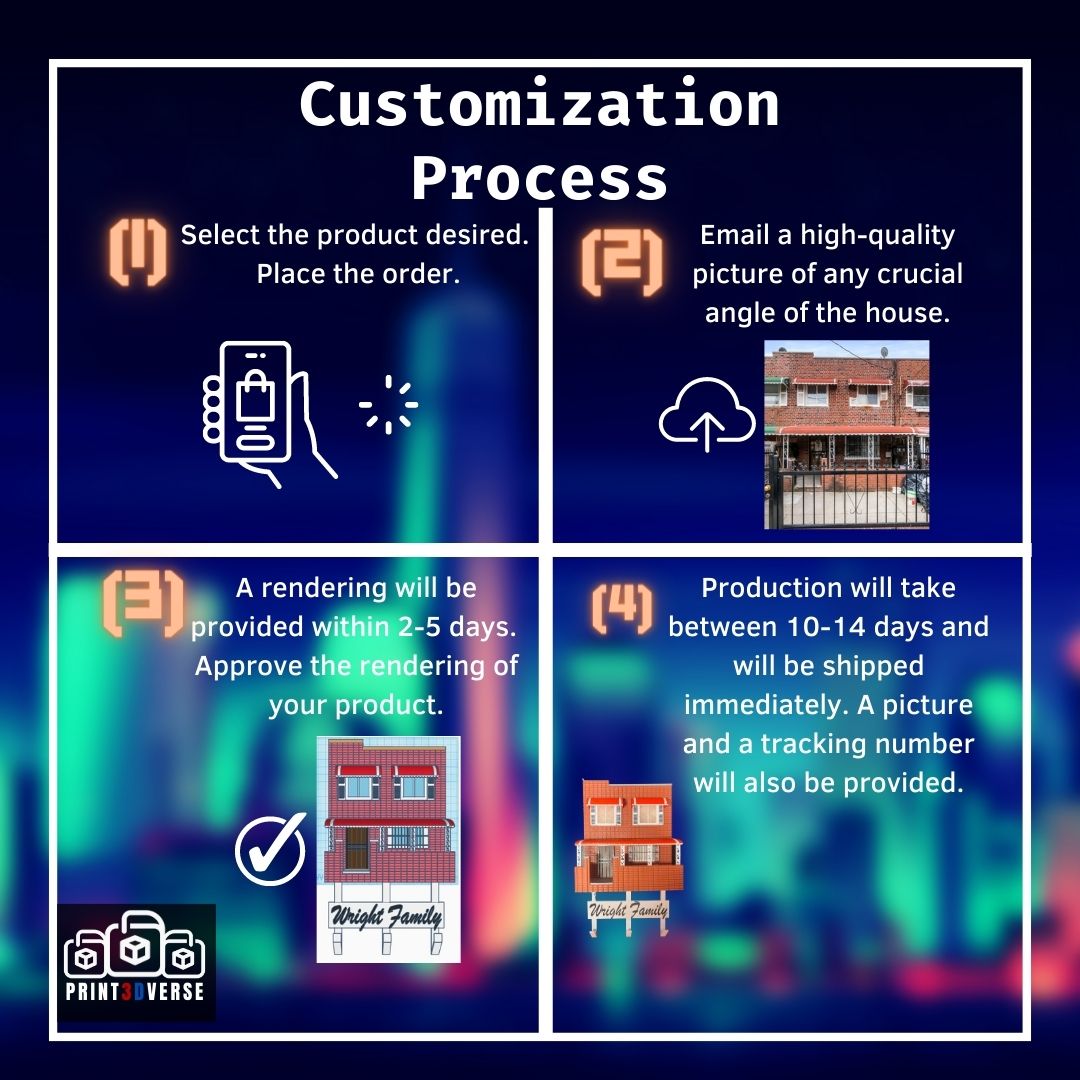 Customization
Process
(1)
Select the product desired.
Place the order.
(2)
Email a high-quality
picture of any crucial
angle of the house.
(3)
A rendering will be
provided within 2-5 days.
Approve the rendering of
your product.
Wright Family
(4)
Production will take
between 10-14 days and
will be shipped
immediately. A picture
and a tracking number
will also be provided.
Wright Family
PRINT3DVERSE